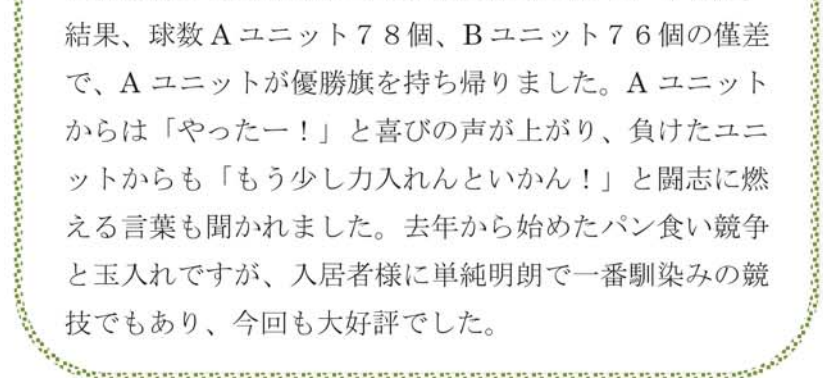 結果、球数 A ユニット７８個、B ユニット７６個の僅差
で、A ユニットが優勝旗を持ち帰りました。A ユニット
からは「やったー！」と喜びの声が上がり、負けたユニ
ットからも「もう少し力入れんといかん！」と闘志に燃
える言葉も聞かれました。去年から始めたパン食い競争
と玉入れですが、入居者様に単純明朗で一番馴染みの競
技でもあり、今回も大好評でした。